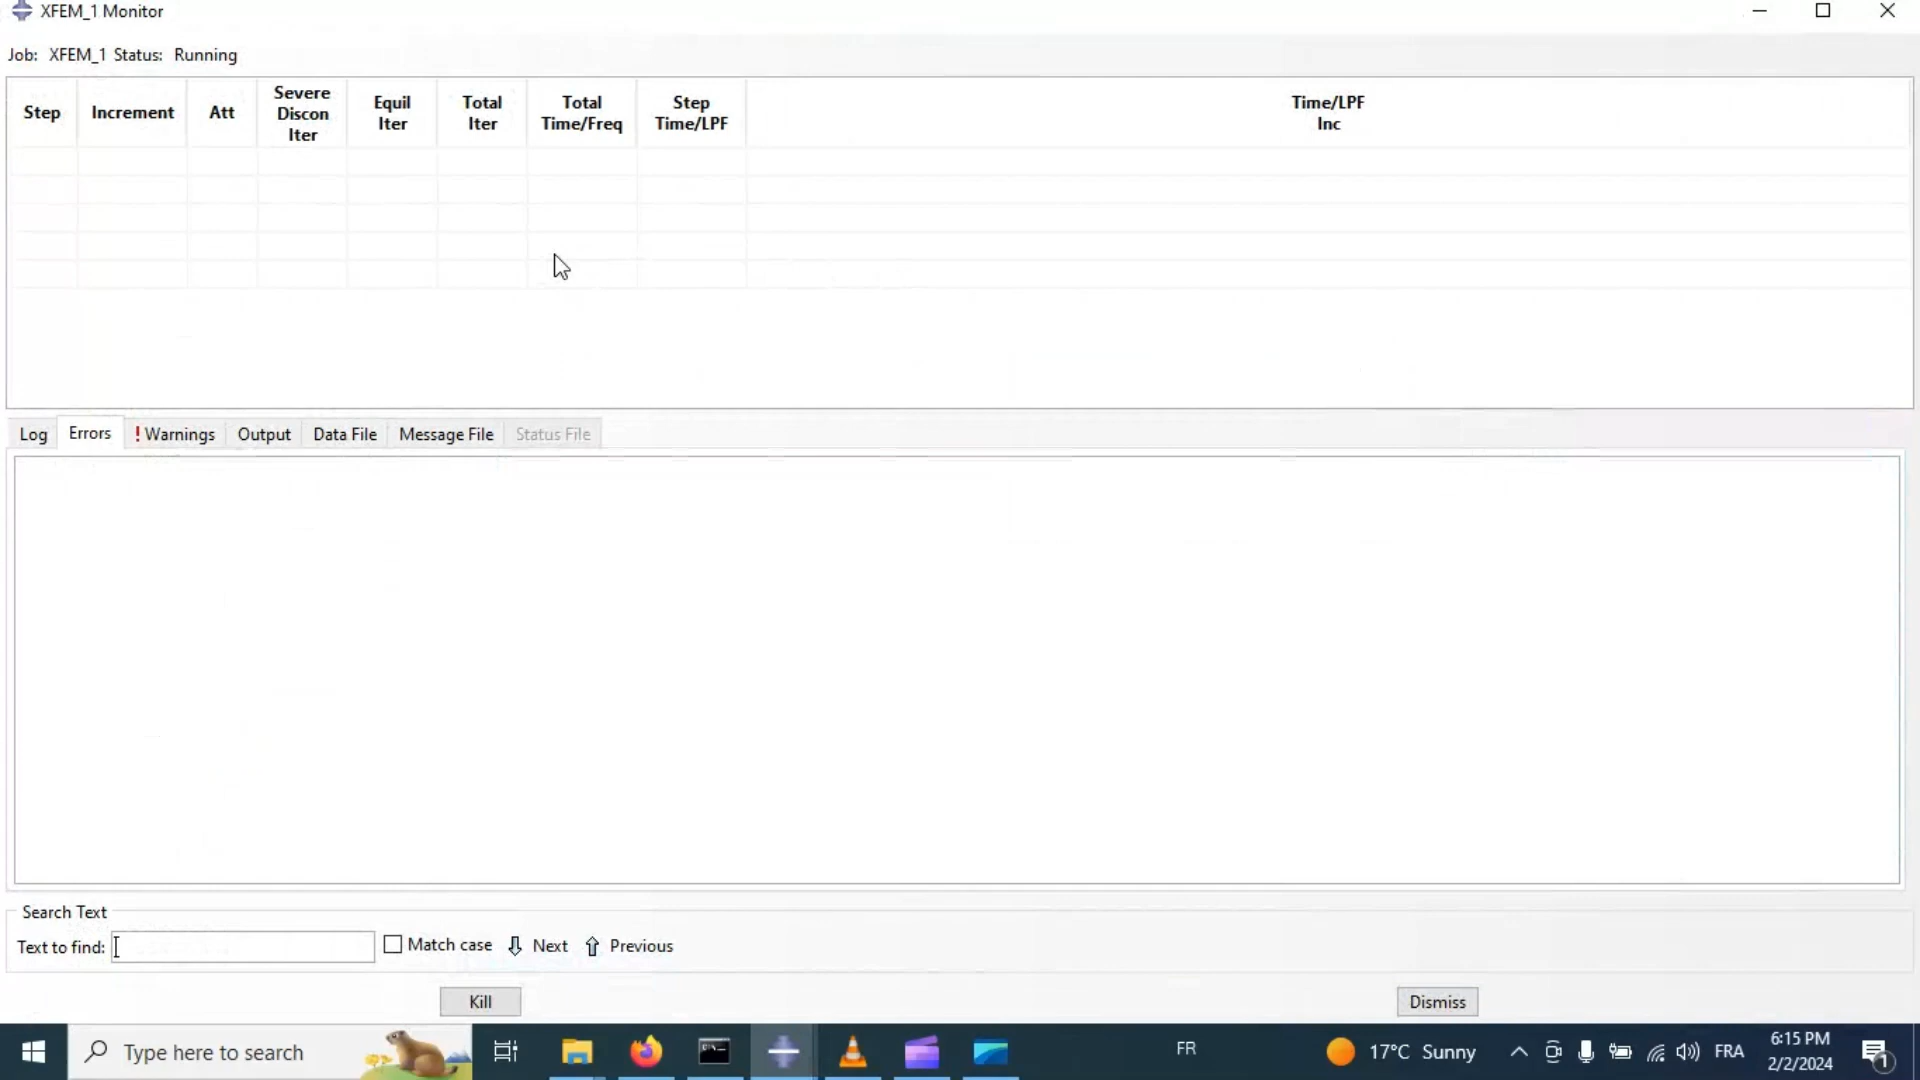 XFEM_1 Monitor
Job: XFEM_1 Status: Running
Step Increment Att Severe Discon Iter Equil Iter Total Iter Total Time/Freq Step Time/LPF Time/LPF Inc
Log Errors ! Warnings Output Data File Message File Status File
Search Text
Text to find: Match case Next Previous
Kill Dismiss
Type here to search FR 17°C Sunny FRA 6:15 PM
2/2/2024 1